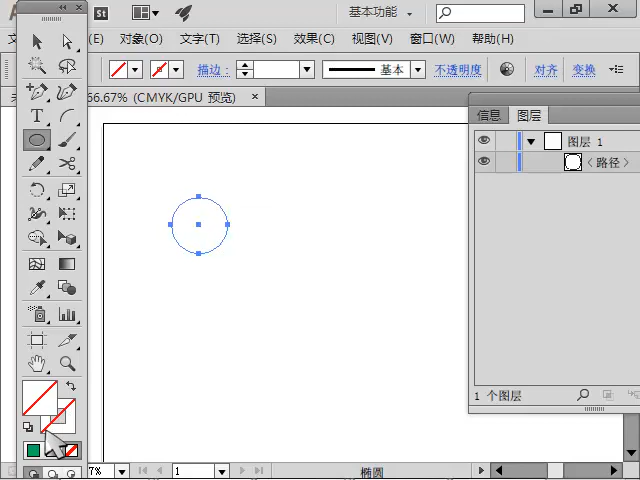 St 基本功能
(E) 对象(O) 文字(T) 选择(S) 效果(C) 视图(V) 窗口(W) 帮助(H)
描边: 基本 不透明度 对齐 变换
66.67% (CMYK/GPU 预览) ×
信息 图层
图层 1
<路径>
1 个图层
7% 1 椭圆